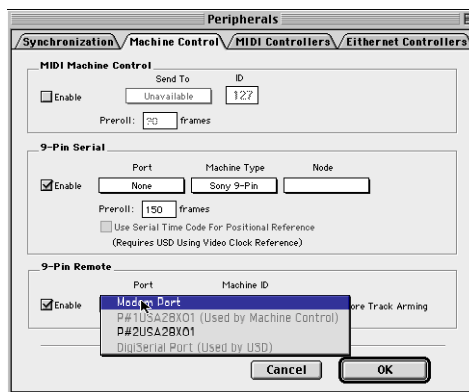 Peripherals
Synchronization Machine Control MIDI Controllers Eithernet Controllers
MIDI Machine Control
Send To ID
Enable Unavailable 127
Preroll: 20 frames
9-Pin Serial
Port Machine Type Node
Enable None Sony 9-Pin
Preroll: 150 frames
Use Serial Time Code For Positional Reference
(Requires USD Using Video Clock Reference)
9-Pin Remote
Port Machine ID
Enable Modem Port ore Track Arming
P#1USA28X01 (Used by Machine Control)
P#2USA28X01
DigiSerial Port (Used by USD)
Cancel OK